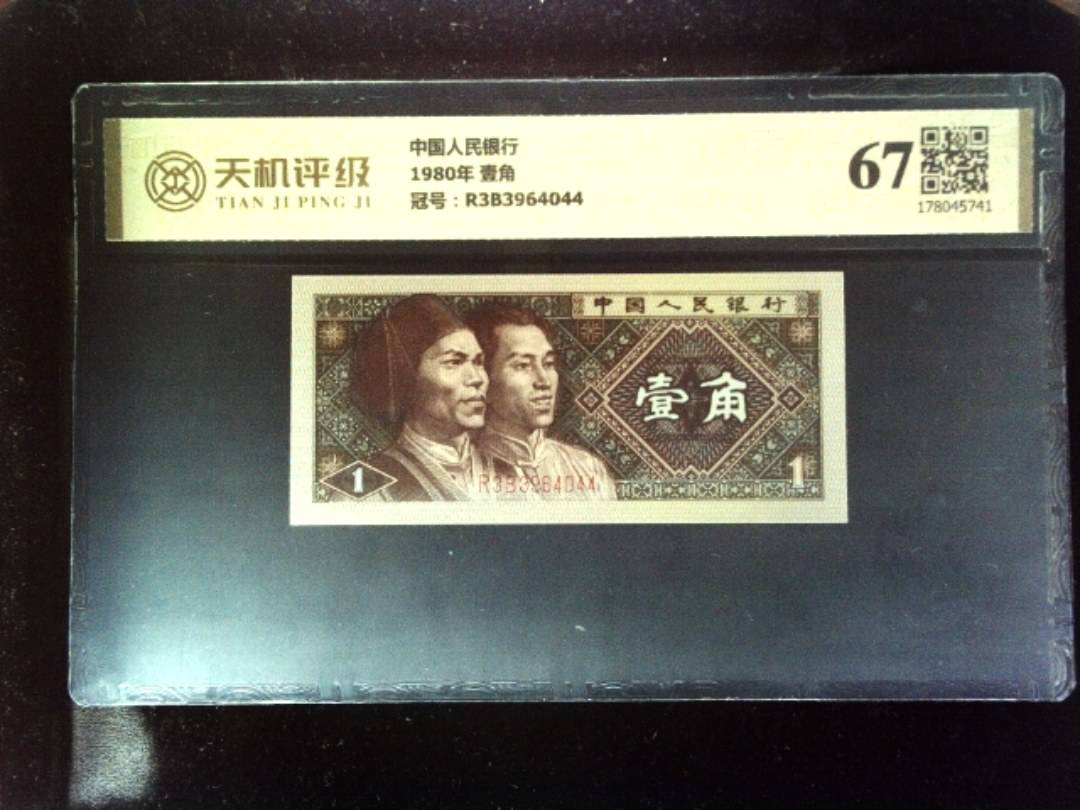 天机评级
TIAN JI PING JI
中国人民银行
1980年 壹角
冠号：R3B3964044
67
178045741
中国人民银行
壹角
1
R3B3964044
1